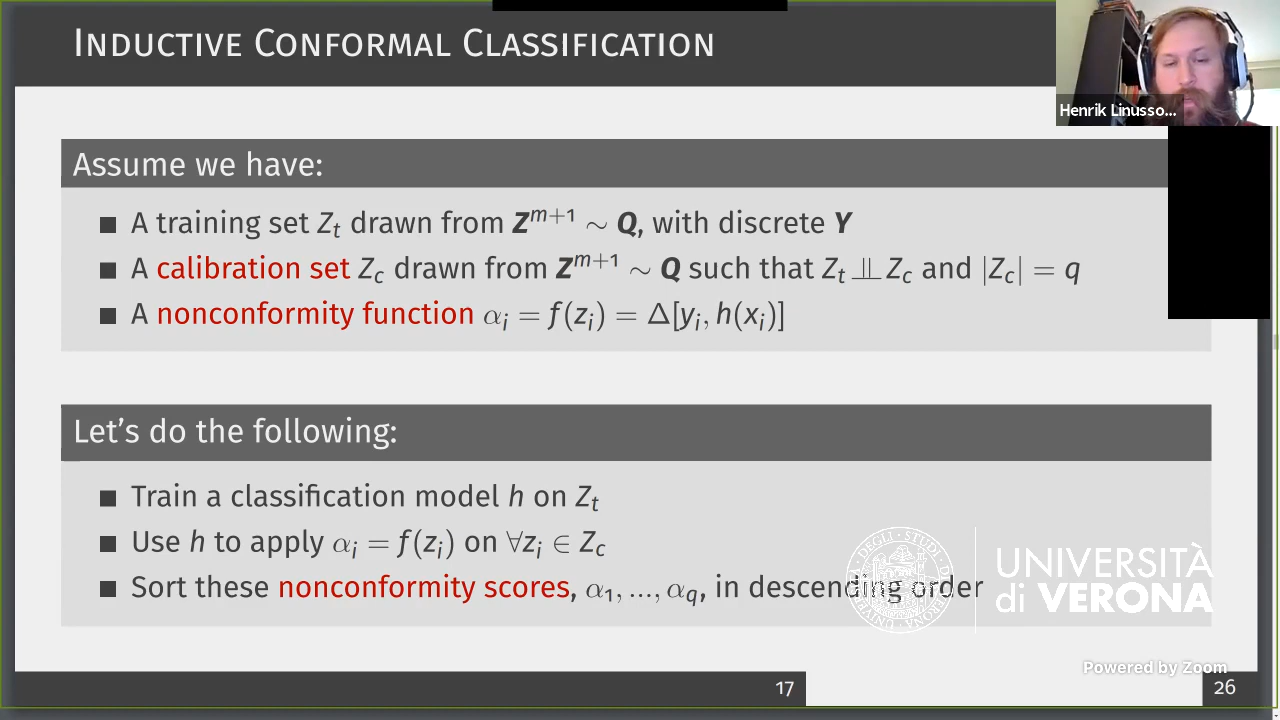 INDUCTIVE CONFORMAL CLASSIFICATION
Henrik Linusso...
Assume we have:
■ A training set Z_t drawn from Z^{m+1} ∼ Q, with discrete Y
■ A calibration set Z_c drawn from Z^{m+1} ∼ Q such that Z_t ⫫ Z_c and |Z_c| = q
■ A nonconformity function α_i = f(z_i) = Δ[y_i, h(x_i)]
Let's do the following:
■ Train a classification model h on Z_t
■ Use h to apply α_i = f(z_i) on ∀z_i ∈ Z_c
■ Sort these nonconformity scores, α_1, ..., α_q, in descending order
UNIVERSITÀ
di VERONA
Powered by Zoom
17
26